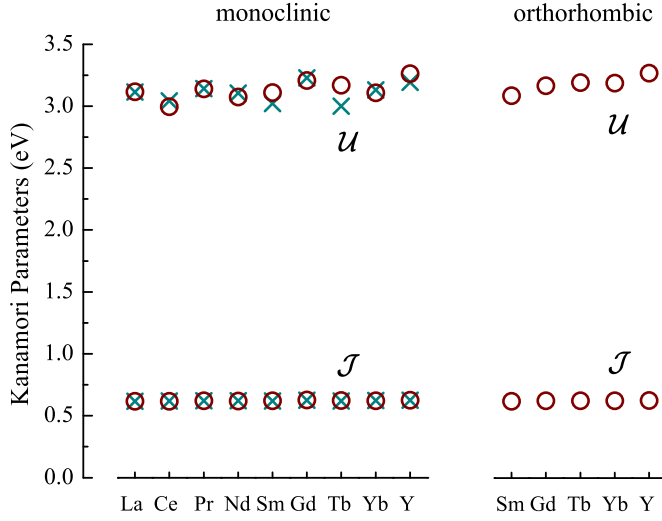 monoclinic orthorhombic
Kanamori Parameters (eV)
3.5
3.0
2.5
2.0
1.5
1.0
0.5
0.0
U U
J J
La Ce Pr Nd Sm Gd Tb Yb Y Sm Gd Tb Yb Y